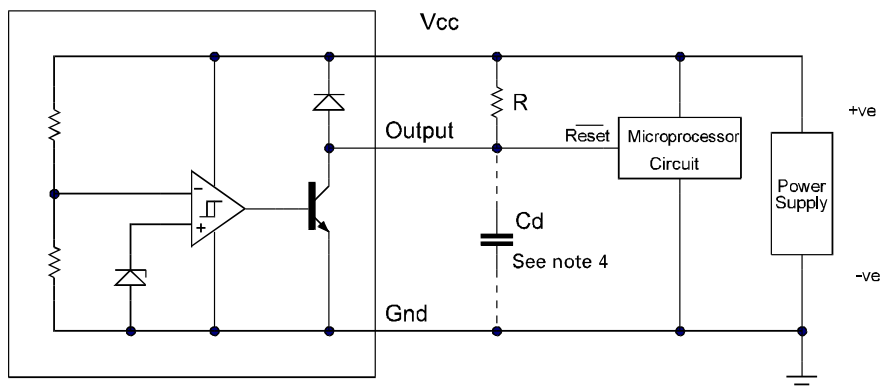 Vcc
R
+ve
Output
Reset
Microprocessor
Circuit
−
+
Power
Supply
Cd
See note 4
-ve
Gnd